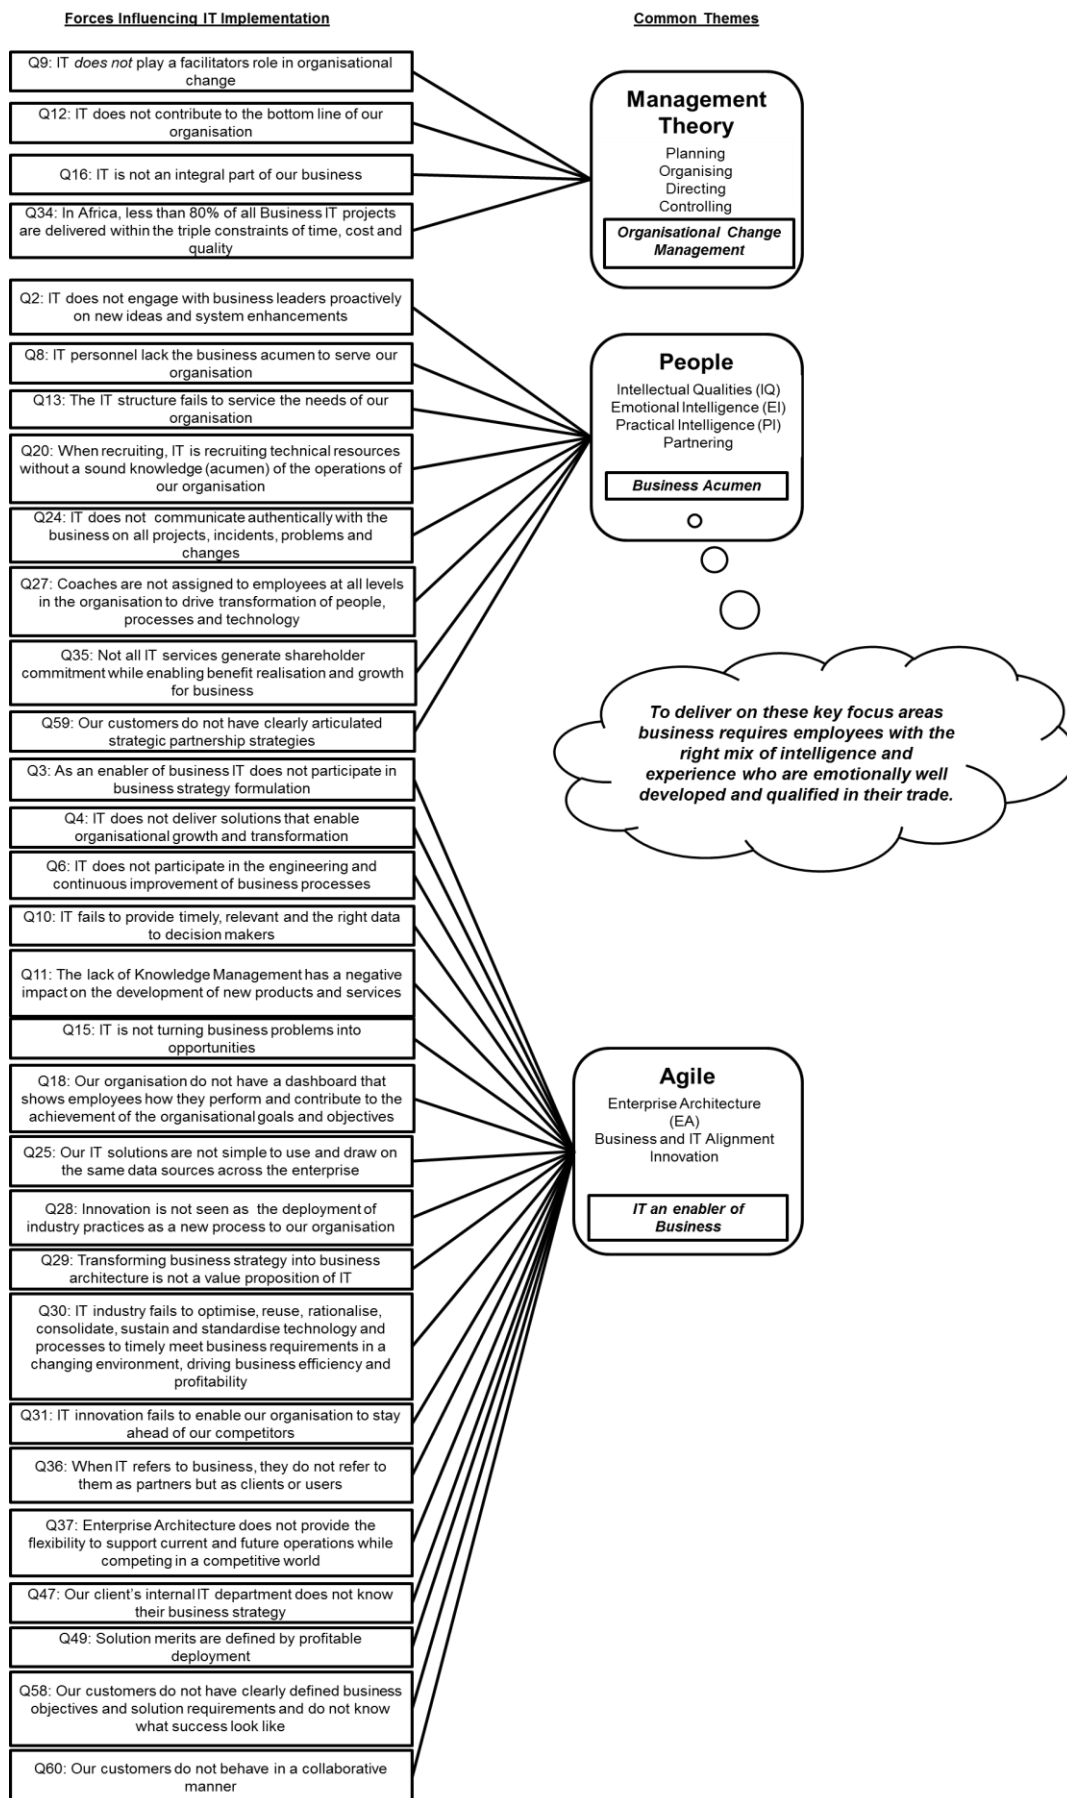 Forces Influencing IT Implementation
Common Themes
Q9: IT does not play a facilitators role in organisational
change
Q12: IT does not contribute to the bottom line of our
organisation
Q16: IT is not an integral part of our business
Q34: In Africa, less than 80% of all Business IT projects
are delivered within the triple constraints of time, cost and
quality
Management
Theory
Planning
Organising
Directing
Controlling
Organisational Change
Management
Q2: IT does not engage with business leaders proactively
on new ideas and system enhancements
Q8: IT personnel lack the business acumen to serve our
organisation
Q13: The IT structure fails to service the needs of our
organisation
Q20: When recruiting, IT is recruiting technical resources
without a sound knowledge (acumen) of the operations of
our organisation
Q24: IT does not communicate authentically with the
business on all projects, incidents, problems and
changes
Q27: Coaches are not assigned to employees at all levels
in the organisation to drive transformation of people,
processes and technology
Q35: Not all IT services generate shareholder
commitment while enabling benefit realisation and growth
for business
Q59: Our customers do not have clearly articulated
strategic partnership strategies
People
Intellectual Qualities (IQ)
Emotional Intelligence (EI)
Practical Intelligence (PI)
Partnering
Business Acumen
To deliver on these key focus areas
business requires employees with the
right mix of intelligence and
experience who are emotionally well
developed and qualified in their trade.
Q3: As an enabler of business IT does not participate in
business strategy formulation
Q4: IT does not deliver solutions that enable
organisational growth and transformation
Q6: IT does not participate in the engineering and
continuous improvement of business processes
Q10: IT fails to provide timely, relevant and the right data
to decision makers
Q11: The lack of Knowledge Management has a negative
impact on the development of new products and services
Q15: IT is not turning business problems into
opportunities
Q18: Our organisation do not have a dashboard that
shows employees how they perform and contribute to the
achievement of the organisational goals and objectives
Q25: Our IT solutions are not simple to use and draw on
the same data sources across the enterprise
Q28: Innovation is not seen as the deployment of
industry practices as a new process to our organisation
Q29: Transforming business strategy into business
architecture is not a value proposition of IT
Q30: IT industry fails to optimise, reuse, rationalise,
consolidate, sustain and standardise technology and
processes to timely meet business requirements in a
changing environment, driving business efficiency and
profitability
Q31: IT innovation fails to enable our organisation to stay
ahead of our competitors
Q36: When IT refers to business, they do not refer to
them as partners but as clients or users
Q37: Enterprise Architecture does not provide the
flexibility to support current and future operations while
competing in a competitive world
Q47: Our client's internal IT department does not know
their business strategy
Q49: Solution merits are defined by profitable
deployment
Q58: Our customers do not have clearly defined business
objectives and solution requirements and do not know
what success look like
Q60: Our customers do not behave in a collaborative
manner
Agile
Enterprise Architecture
(EA)
Business and IT Alignment
Innovation
IT an enabler of
Business